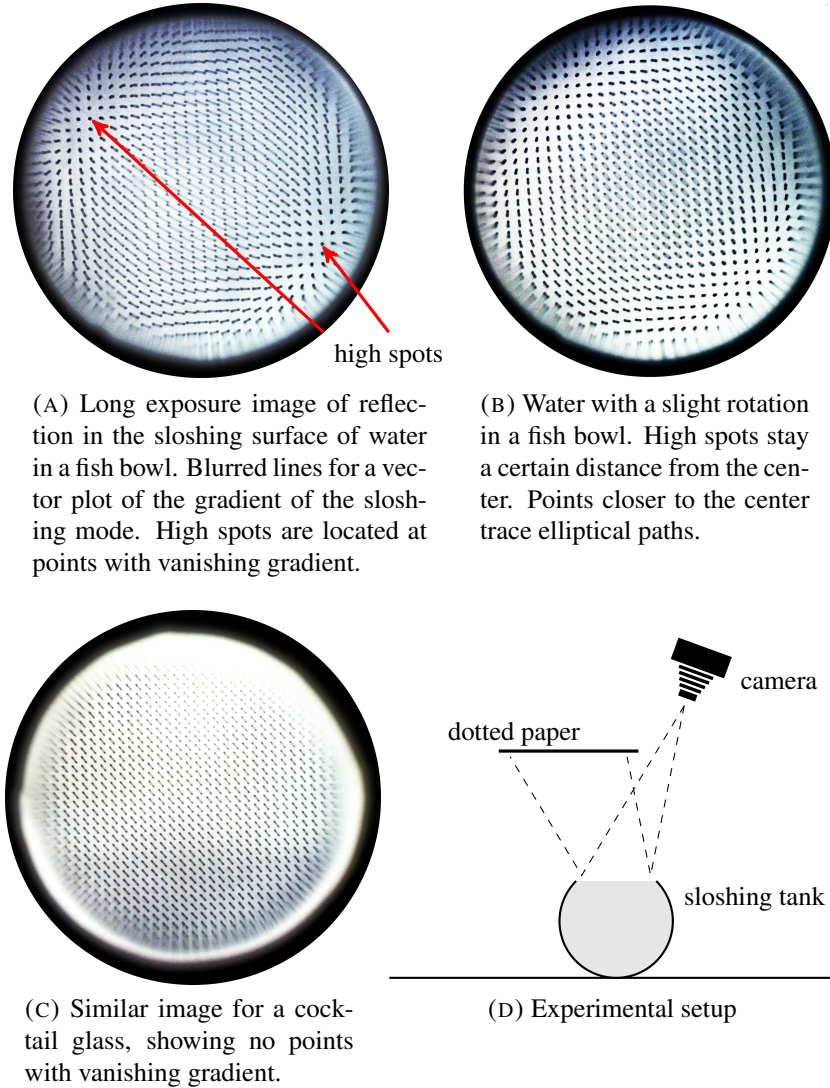 high spots
(A) Long exposure image of reflec-
tion in the sloshing surface of water
in a fish bowl. Blurred lines for a vec-
tor plot of the gradient of the slosh-
ing mode. High spots are located at
points with vanishing gradient.
(B) Water with a slight rotation
in a fish bowl. High spots stay
a certain distance from the cen-
ter. Points closer to the center
trace elliptical paths.
(C) Similar image for a cock-
tail glass, showing no points
with vanishing gradient.
camera
dotted paper
sloshing tank
(D) Experimental setup